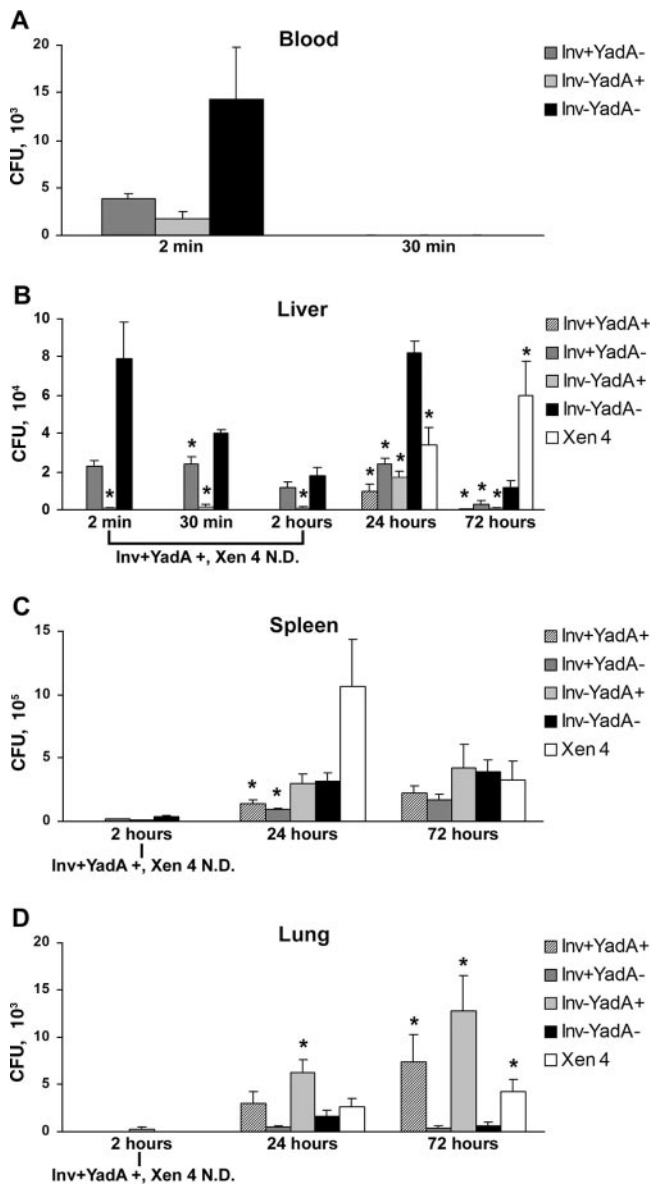 A
Blood
CFU, 10³
20
15
10
5
0
2 min
30 min
Inv+YadA-
Inv-YadA+
Inv-YadA-
B
Liver
CFU, 10⁴
10
8
6
4
2
0
*
*
*
*
*
*
*
*
*
*
*
*
2 min
30 min
2 hours
24 hours
72 hours
Inv+YadA +, Xen 4 N.D.
Inv+YadA+
Inv+YadA-
Inv-YadA+
Inv-YadA-
Xen 4
C
Spleen
CFU, 10⁵
15
10
5
0
* *
2 hours
24 hours
72 hours
Inv+YadA +, Xen 4 N.D.
Inv+YadA+
Inv+YadA-
Inv-YadA+
Inv-YadA-
Xen 4
D
Lung
CFU, 10³
20
15
10
5
0
*
*
*
*
2 hours
24 hours
72 hours
Inv+YadA +, Xen 4 N.D.
Inv+YadA+
Inv+YadA-
Inv-YadA+
Inv-YadA-
Xen 4